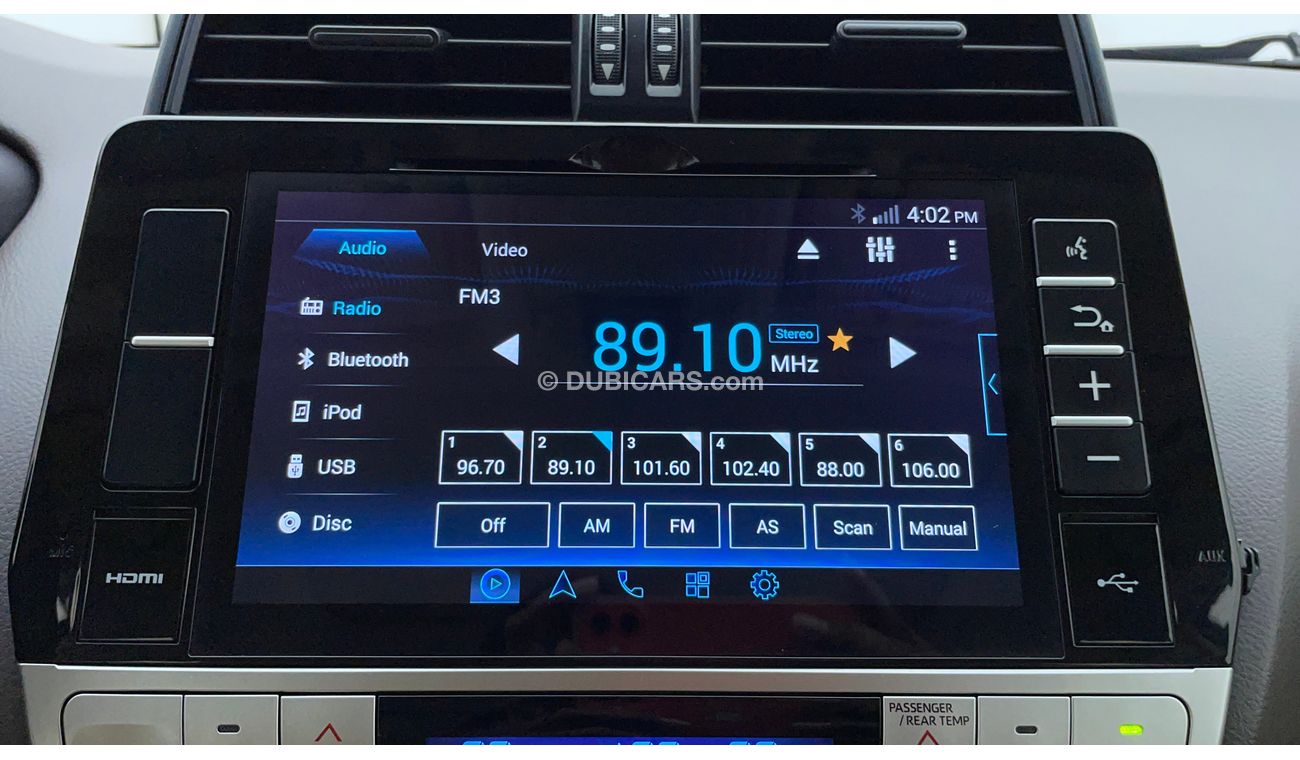 4:02 PM
Audio
Video
Radio
FM3
89.10
Stereo
MHz
Bluetooth
© DUBICARS.com
iPod
1
96.70
2
89.10
3
101.60
4
102.40
5
88.00
6
106.00
USB
Disc
Off
AM
FM
AS
Scan
Manual
HDMI
MIC
AUX
PASSENGER
/REAR TEMP